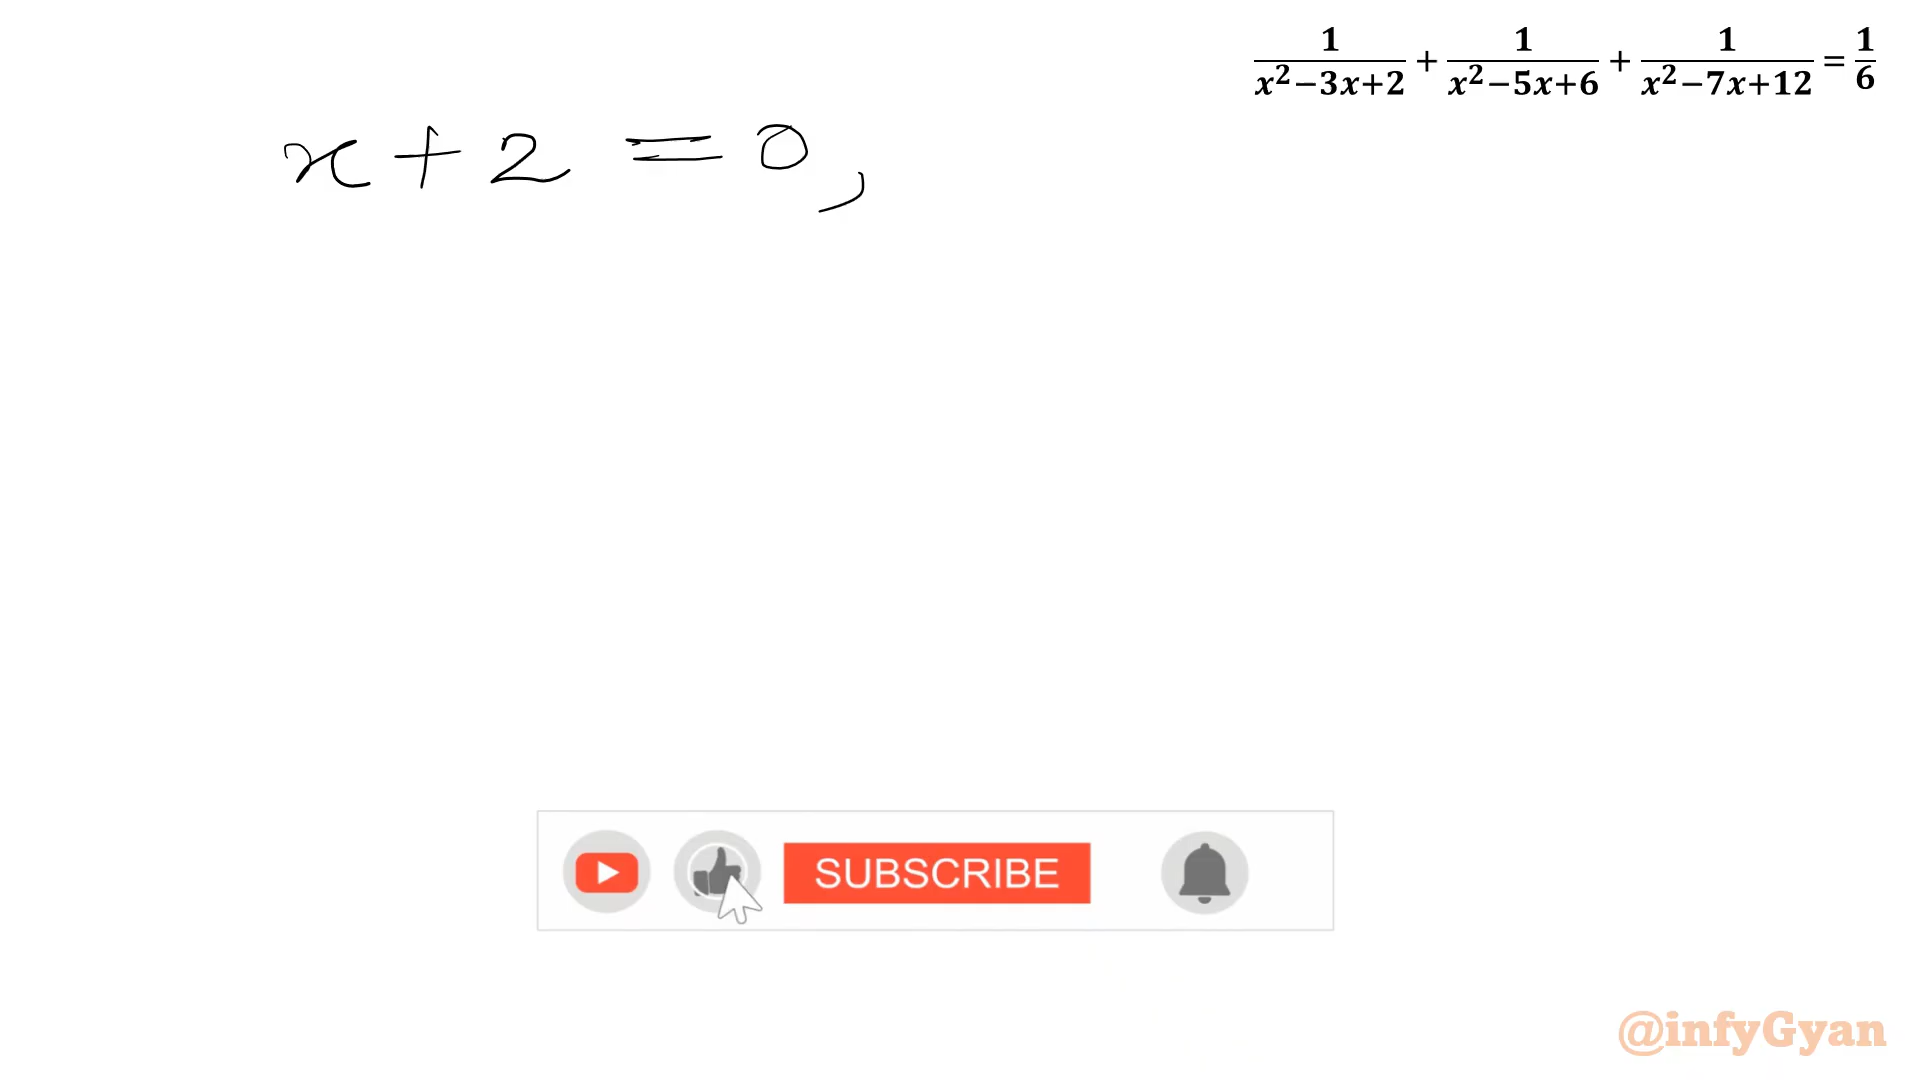 1/(x²−3x+2) + 1/(x²−5x+6) + 1/(x²−7x+12) = 1/6
x + 2 = 0,
SUBSCRIBE
@infyGyan